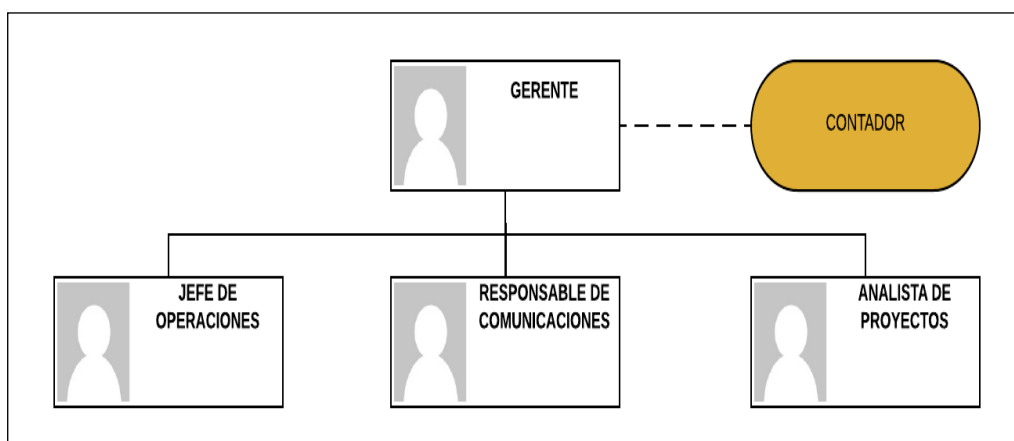 GERENTE
CONTADOR
JEFE DE
OPERACIONES
RESPONSABLE DE
COMUNICACIONES
ANALISTA DE
PROYECTOS